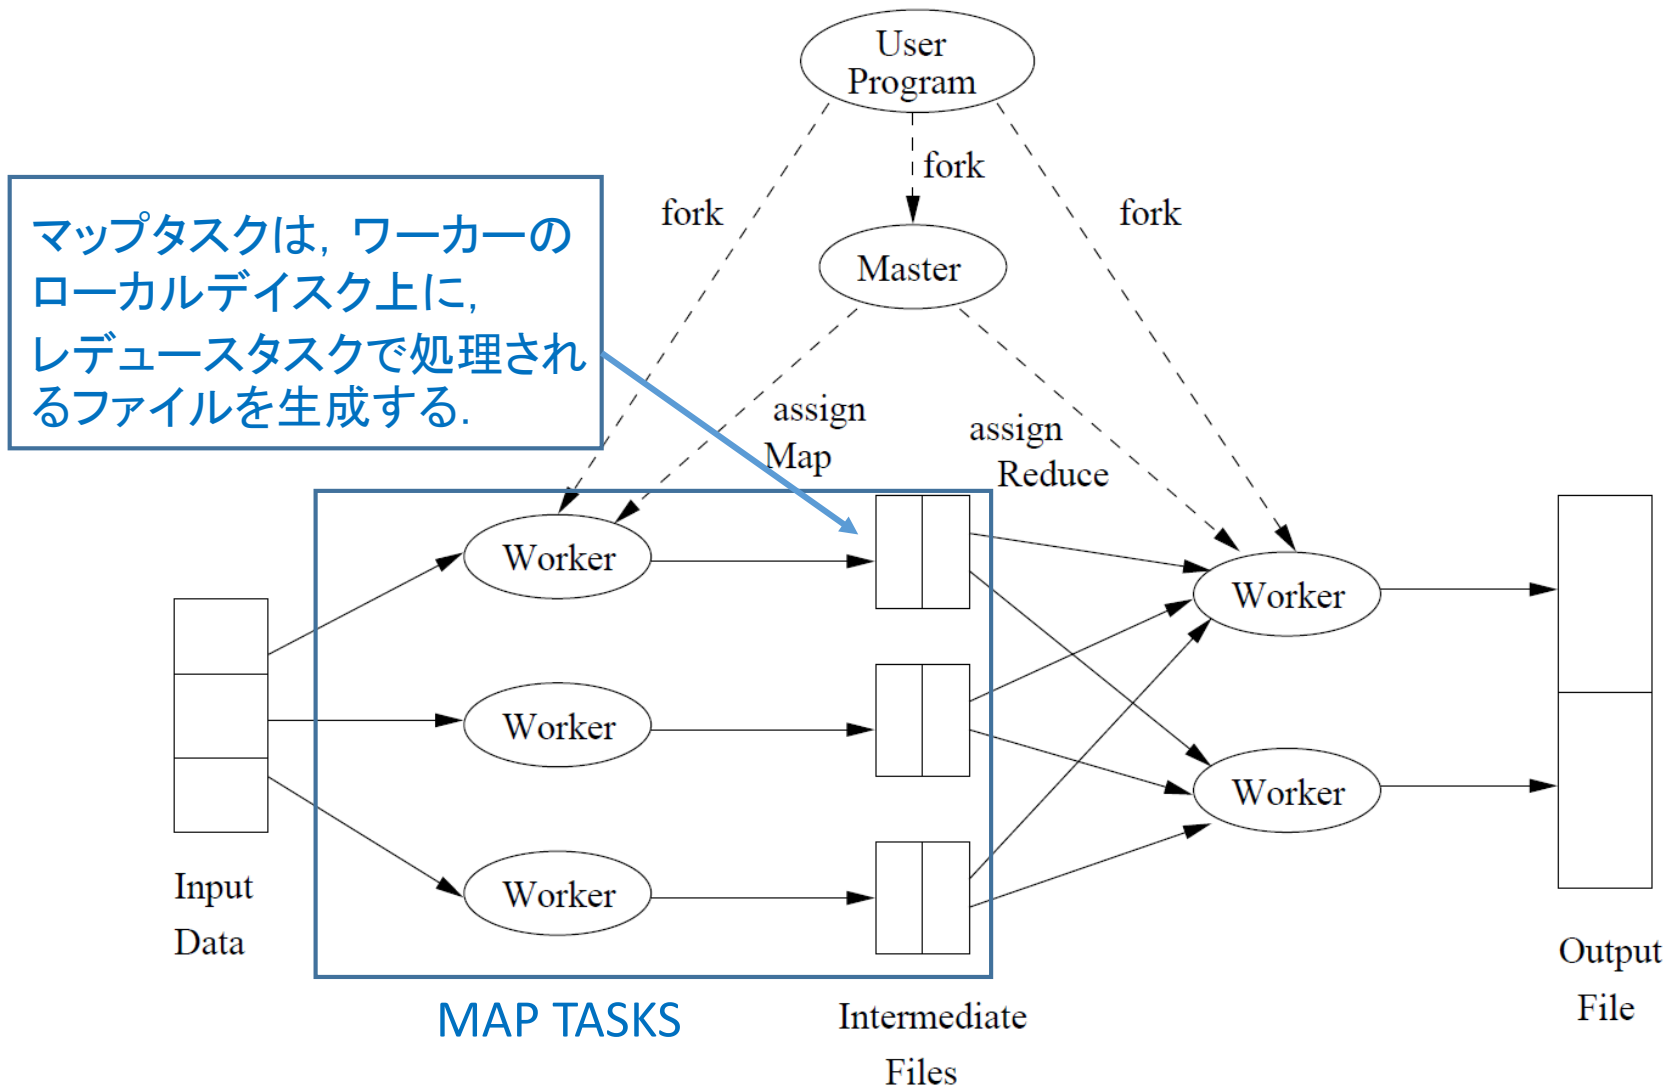 User
Program
fork
fork
fork
マップタスクは, ワーカーの
ローカルデイスク上に,
レデュースタスクで処理され
るファイルを生成する.
Master
assign
Map
assign
Reduce
Worker
Worker
Worker
Worker
Worker
Input
Data
Output
File
MAP TASKS
Intermediate
Files